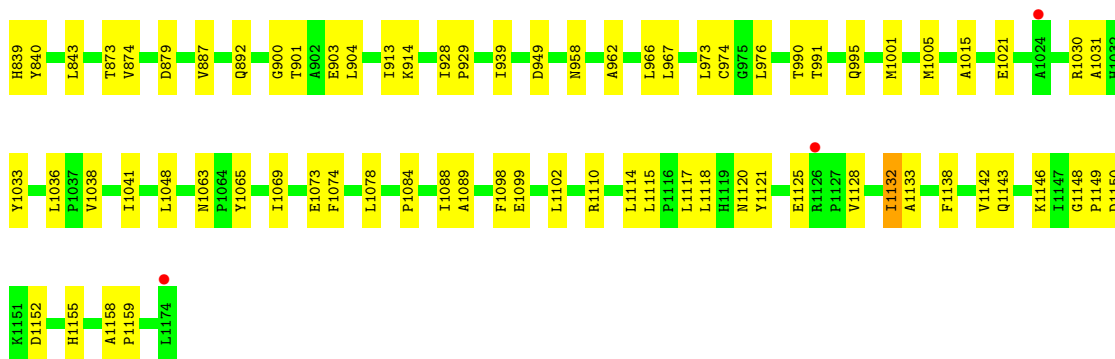 H839 Y840 L843 T873 V874 D879 V887 Q892 G900 T901 A902 E903 L904 I913 K914 I928 P929 I939 D949 N958 A962 L966 L967 L973 C974 G975 L976 T990 T991 Q995 M1001 M1005 A1015 E1021 A1024 R1030 A1031 H1032
Y1033 L1036 P1037 V1038 I1041 L1048 N1063 P1064 Y1065 I1069 E1073 F1074 L1078 P1084 I1088 A1089 F1098 E1099 L1102 R1110 L1114 L1115 P1116 L1117 L1118 H1119 N1120 Y1121 E1125 R1126 P1127 V1128 I1132 A1133 F1138 V1142 Q1143 K1146 I1147 G1148 P1149 D1150
K1151 D1152 H1155 A1158 P1159 L1174